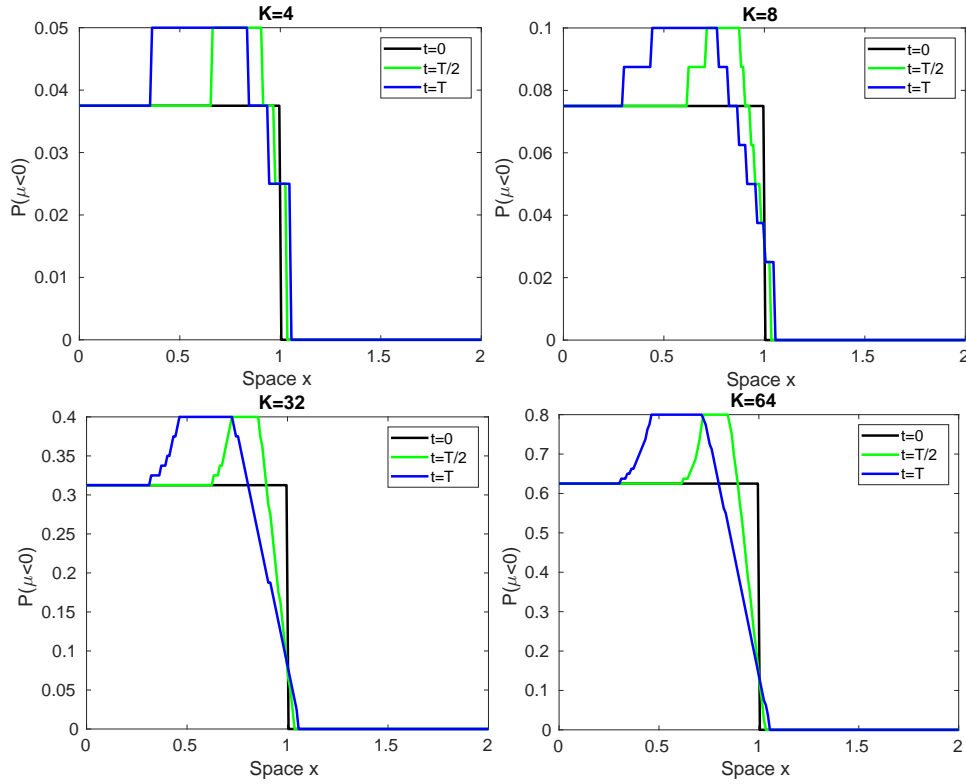 K=4
0.05
0.04
0.03
0.02
0.01
0
P(μ<0)
t=0
t=T/2
t=T
0 0.5 1 1.5 2
Space x
K=8
0.1
0.08
0.06
0.04
0.02
0
P(μ<0)
t=0
t=T/2
t=T
0 0.5 1 1.5 2
Space x
K=32
0.4
0.35
0.3
0.25
0.2
0.15
0.1
0.05
0
P(μ<0)
t=0
t=T/2
t=T
0 0.5 1 1.5 2
Space x
K=64
0.8
0.7
0.6
0.5
0.4
0.3
0.2
0.1
0
P(μ<0)
t=0
t=T/2
t=T
0 0.5 1 1.5 2
Space x